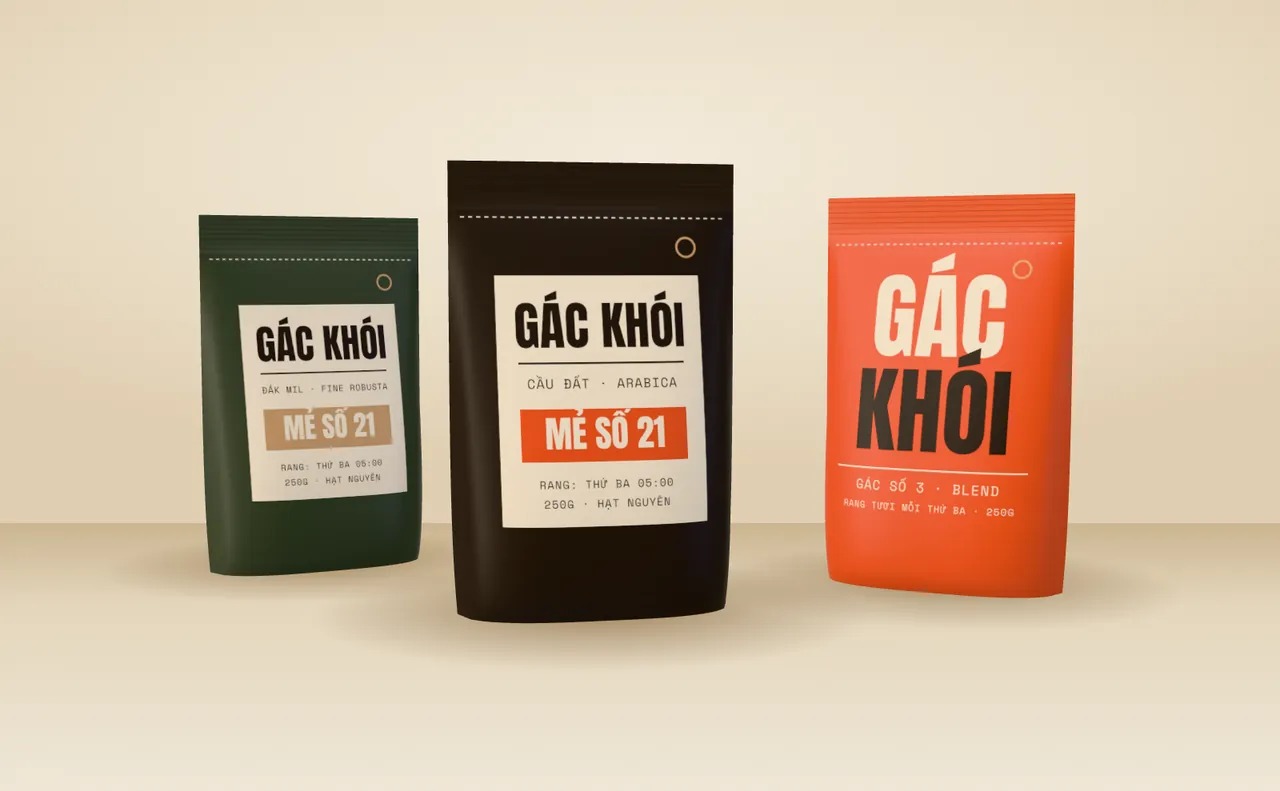 GÁC KHÓI
ĐẮK MIL · FINE ROBUSTA
MẺ SỐ 21
RANG: THỨ BA 05:00
250G · HẠT NGUYÊN
GÁC KHÓI
CẦU ĐẤT · ARABICA
MẺ SỐ 21
RANG: THỨ BA 05:00
250G · HẠT NGUYÊN
GÁC
KHÓI
GÁC SỐ 3 · BLEND
RANG TƯƠI MỖI THỨ BA · 250G